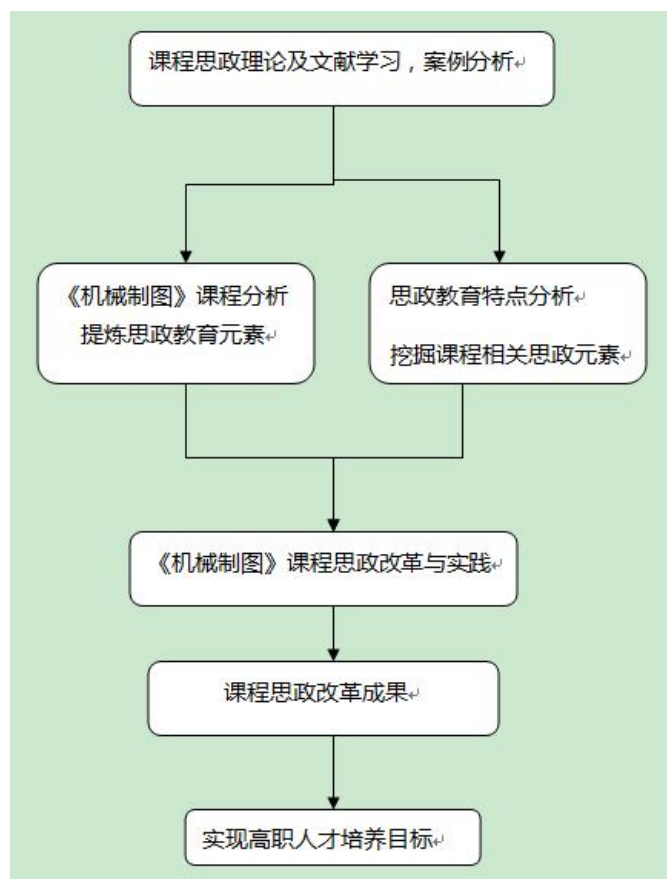 课程思政理论及文献学习，案例分析
《机械制图》课程分析
提炼思政教育元素
思政教育特点分析
挖掘课程相关思政元素
《机械制图》课程思政改革与实践
课程思政改革成果
实现高职人才培养目标